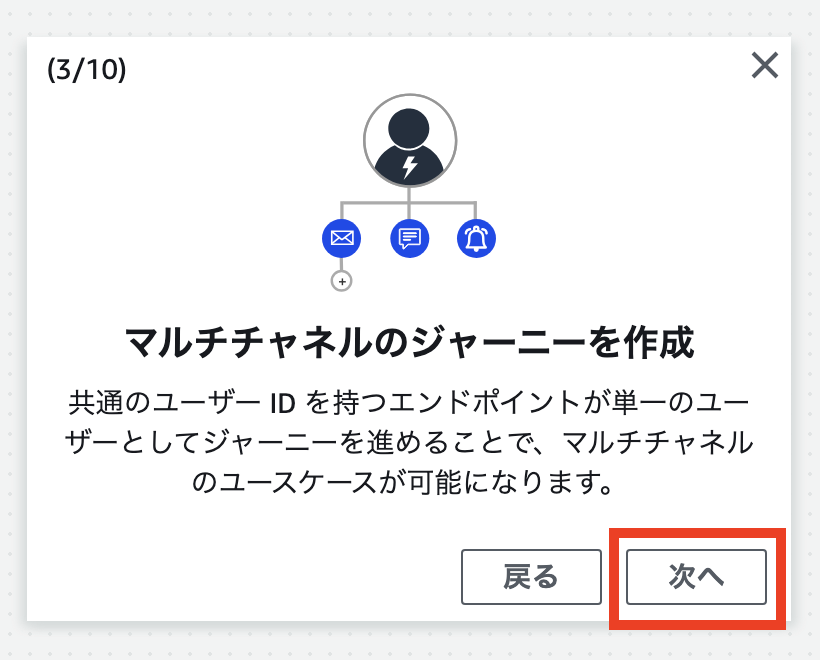 (3/10)
マルチチャネルのジャーニーを作成
共通のユーザー ID を持つエンドポイントが単一のユー
ザーとしてジャーニーを進めることで、マルチチャネル
のユースケースが可能になります。
戻る
次へ